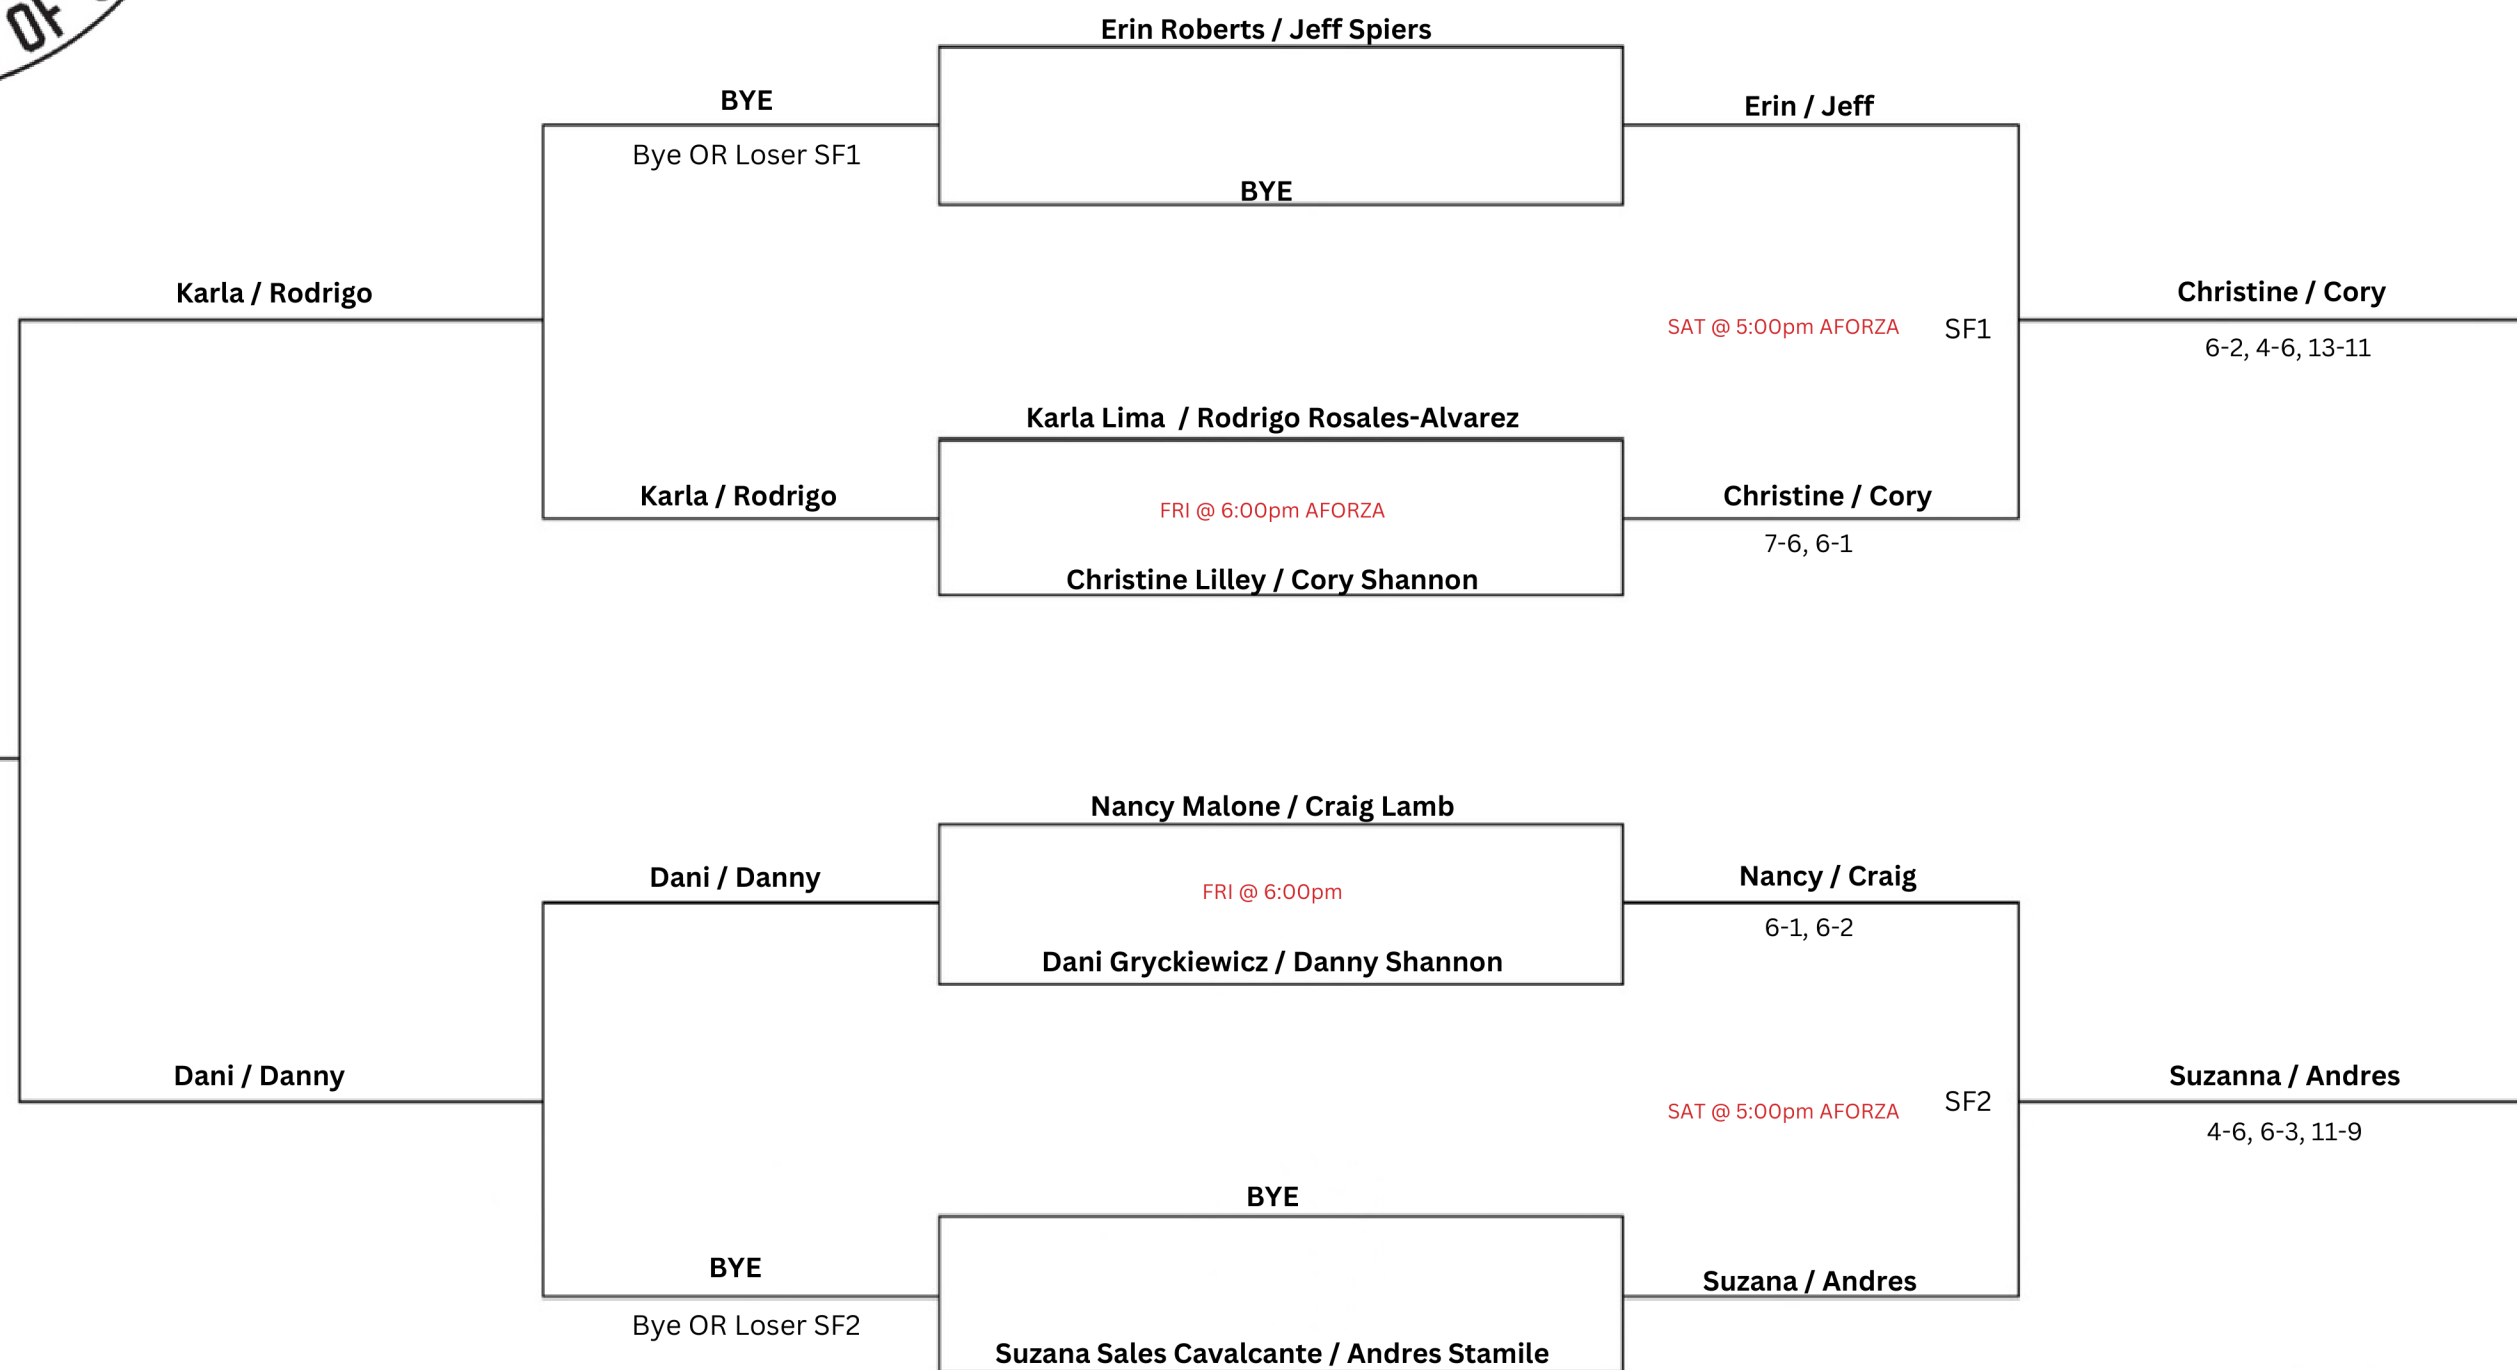 OF
Erin Roberts / Jeff Spiers
BYE
Erin / Jeff
Bye OR Loser SF1
BYE
Karla / Rodrigo
Christine / Cory
SAT @ 5:00pm AFORZA
SF1
6-2, 4-6, 13-11
Karla Lima / Rodrigo Rosales-Alvarez
Karla / Rodrigo
FRI @ 6:00pm AFORZA
Christine / Cory
7-6, 6-1
Christine Lilley / Cory Shannon
Nancy Malone / Craig Lamb
Dani / Danny
FRI @ 6:00pm
Nancy / Craig
6-1, 6-2
Dani Gryckiewicz / Danny Shannon
Dani / Danny
Suzanna / Andres
SAT @ 5:00pm AFORZA
SF2
4-6, 6-3, 11-9
BYE
BYE
Suzana / Andres
Bye OR Loser SF2
Suzana Sales Cavalcante / Andres Stamile